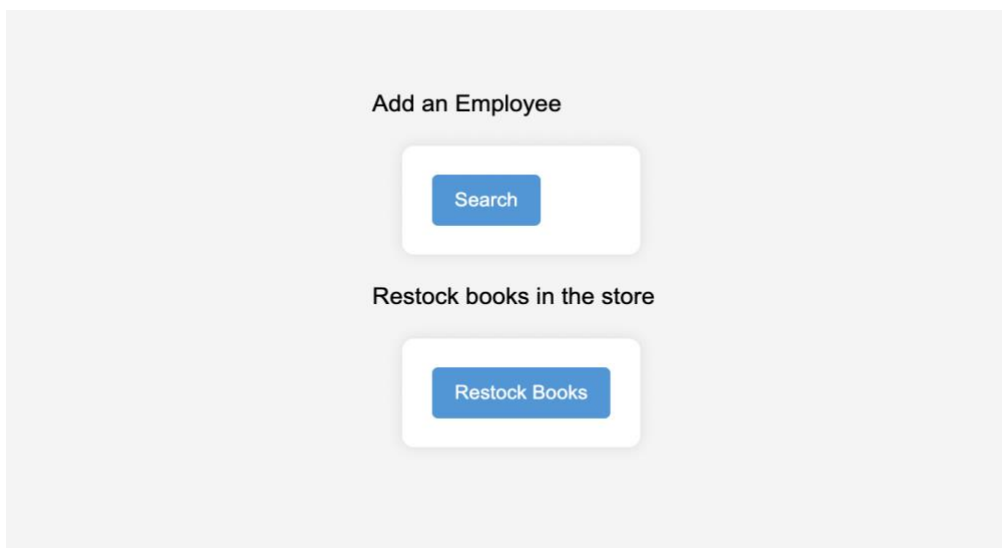 Add an Employee
Search
Restock books in the store
Restock Books